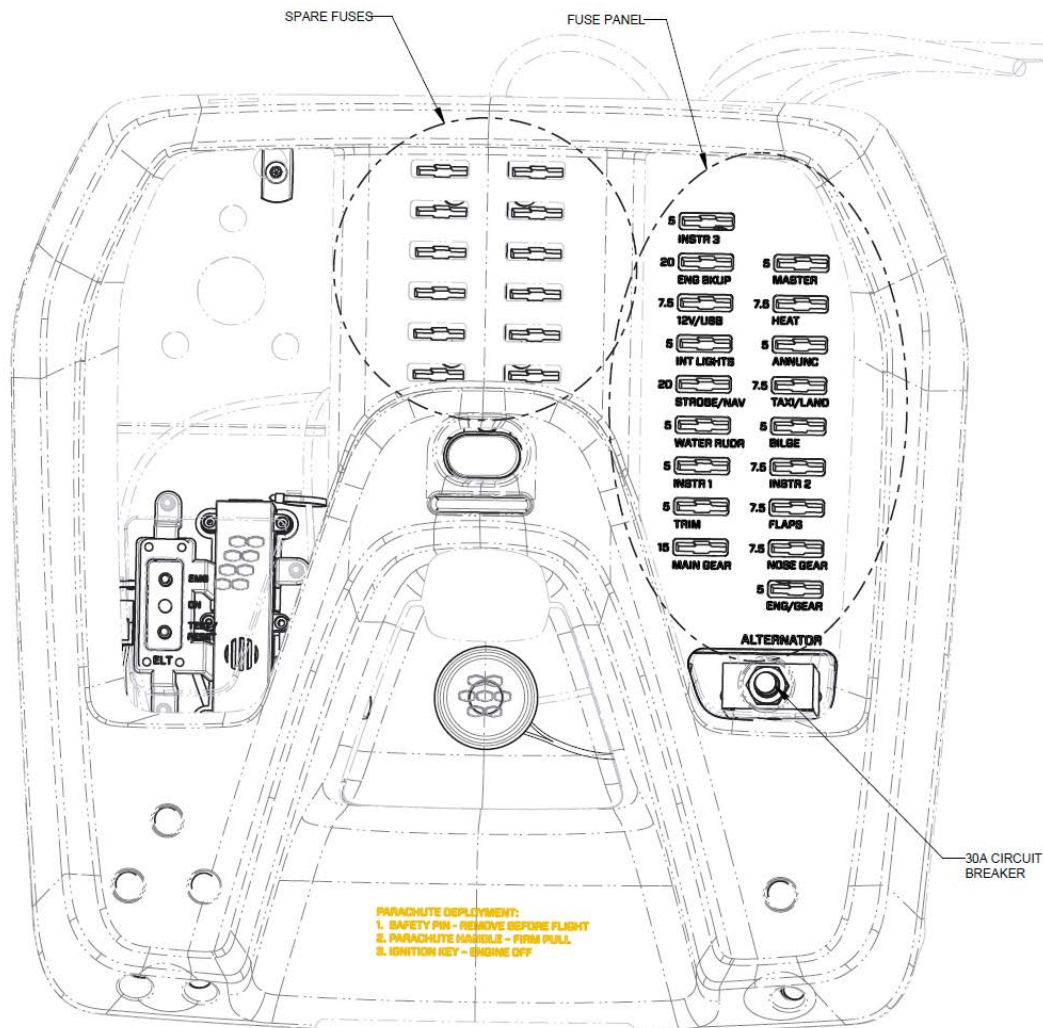 SPARE FUSES
FUSE PANEL
5
INSTR 3
20
5
ENG BKUP
MASTER
7.5
7.5
12V/USB
HEAT
5
5
INT LIGHTS
ANNUNC
20
7.5
STROBE/NAV
TAXI/LAND
5
5
WATER RUDR
BILGE
5
7.5
INSTR 1
INSTR 2
5
7.5
TRIM
FLAPS
15
7.5
MAIN GEAR
NOSE GEAR
5
ENG/GEAR
EMG
ON
TEST/
RESET
ELT
ALTERNATOR
30A CIRCUIT
BREAKER
PARACHUTE DEPLOYMENT:
1. SAFETY PIN - REMOVE BEFORE FLIGHT
2. PARACHUTE HANDLE - FIRM PULL
3. IGNITION KEY - ENGINE OFF